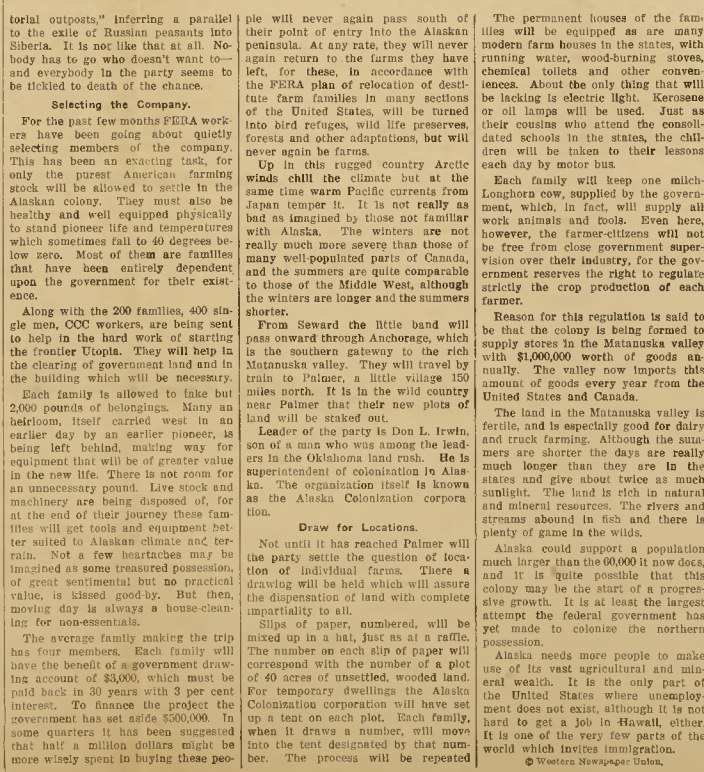 torial outposts," inferring a parallel
to the exile of Russian peasants into
Siberia. It is not like that at all. No-
body has to go who doesn't want to—
and everybody in the party seems to
be tickled to death of the chance.
Selecting the Company.
For the past few months FERA work-
ers have been going about quietly
selecting members of the company.
This has been an exacting task, for
only the purest American farming
stock will be allowed to settle in the
Alaskan colony. They must also be
healthy and well equipped physically
to stand pioneer life and temperatures
which sometimes fall to 40 degrees be-
low zero. Most of them are families
that have been entirely dependent
upon the government for their exist-
ence.
Along with the 200 families, 400 sin-
gle men, CCC workers, are being sent
to help in the hard work of starting
the frontier Utopia. They will help in
the clearing of government land and in
the building which will be necessary.
Each family is allowed to take but
2,000 pounds of belongings. Many an
heirloom, itself carried west in an
earlier day by an earlier pioneer, is
being left behind, making way for
equipment that will be of greater value
in the new life. There is not room for
an unnecessary pound. Live stock and
machinery are being disposed of, for
at the end of their journey these fam-
ilies will get tools and equipment bet-
ter suited to Alaskan climate and ter-
rain. Not a few heartaches may be
imagined as some treasured possession,
of great sentimental but no practical
value, is kissed good-by. But then,
moving day is always a house-clean-
ing for non-essentials.
The average family making the trip
has four members. Each family will
have the benefit of a government draw-
ing account of $3,000, which must be
paid back in 30 years with 3 per cent
interest. To finance the project the
government has set aside $500,000. In
some quarters it has been suggested
that half a million dollars might be
more wisely spent in buying these peo-
ple will never again pass south of
their point of entry into the Alaskan
peninsula. At any rate, they will never
again return to the farms they have
left, for these, in accordance with
the FERA plan of relocation of desti-
tute farm families in many sections
of the United States, will be turned
into bird refuges, wild life preserves,
forests and other adaptations, but will
never again be farms.
Up in this rugged country Arctic
winds chill the climate but at the
same time warm Pacific currents from
Japan temper it. It is not really as
bad as imagined by those not familiar
with Alaska. The winters are not
really much more severe than those of
many well-populated parts of Canada,
and the summers are quite comparable
to those of the Middle West, although
the winters are longer and the summers
shorter.
From Seward the little band will
pass onward through Anchorage, which
is the southern gateway to the rich
Matanuska valley. They will travel by
train to Palmer, a little village 150
miles north. It is in the wild country
near Palmer that their new plots of
land will be staked out.
Leader of the party is Don L. Irwin,
son of a man who was among the lead-
ers in the Oklahoma land rush. He is
superintendent of colonization in Alas-
ka. The organization itself is known
as the Alaska Colonization corpora
tion.
Draw for Locations.
Not until it has reached Palmer will
the party settle the question of loca-
tion of individual farms. There a
drawing will be held which will assure
the dispensation of land with complete
impartiality to all.
Slips of paper, numbered, will be
mixed up in a hat, just as at a raffle.
The number on each slip of paper will
correspond with the number of a plot
of 40 acres of unsettled, wooded land.
For temporary dwellings the Alaska
Colonization corporation will have set
up a tent on each plot. Each family,
when it draws a number, will move
into the tent designated by that num-
ber. The process will be repeated
The permanent houses of the fam-
ilies will be equipped as are many
modern farm houses in the states, with
running water, wood-burning stoves,
chemical toilets and other conven-
iences. About the only thing that will
be lacking is electric light. Kerosene
or oil lamps will be used. Just as
their cousins who attend the consoli-
dated schools in the states, the chil-
dren will be taken to their lessons
each day by motor bus.
Each family will keep one milch-
Longhorn cow, supplied by the govern-
ment, which, in fact, will supply all
work animals and tools. Even here,
however, the farmer-citizens will not
be free from close government super-
vision over their industry, for the gov-
ernment reserves the right to regulate
strictly the crop production of each
farmer.
Reason for this regulation is said to
be that the colony is being formed to
supply stores in the Matanuska valley
with $1,000,000 worth of goods an-
nually. The valley now imports this
amount of goods every year from the
United States and Canada.
The land in the Matanuska valley is
fertile, and is especially good for dairy
and truck farming. Although the sum-
mers are shorter the days are really
much longer than they are in the
states and give about twice as much
sunlight. The land is rich in natural
and mineral resources. The rivers and
streams abound in fish and there is
plenty of game in the wilds.
Alaska could support a population
much larger than the 60,000 it now does,
and it is quite possible that this
colony may be the start of a progres-
sive growth. It is at least the largest
attempt the federal government has
yet made to colonize the northern
possession.
Alaska needs more people to make
use of its vast agricultural and min-
eral wealth. It is the only part of
the United States where unemploy-
ment does not exist, although it is not
hard to get a job in Hawaii, either.
It is one of the very few parts of the
world which invites immigration.
© Western Newspaper Union.